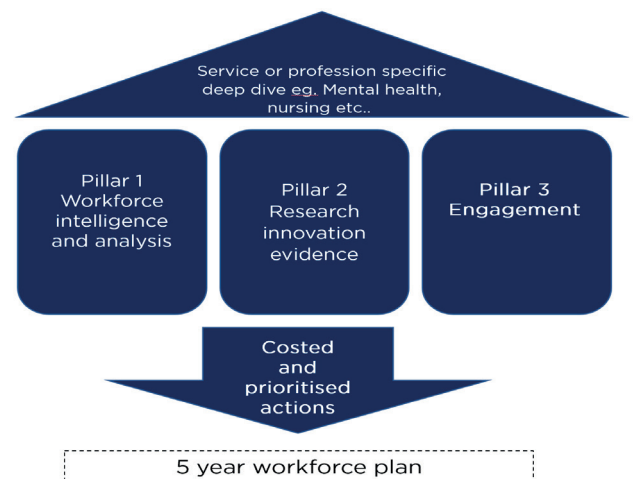 Service or profession specific
deep dive eg. Mental health,
nursing etc..
Pillar 1
Workforce
intelligence
and analysis
Pillar 2
Research
innovation
evidence
Pillar 3
Engagement
Costed
and
prioritised
actions
5 year workforce plan